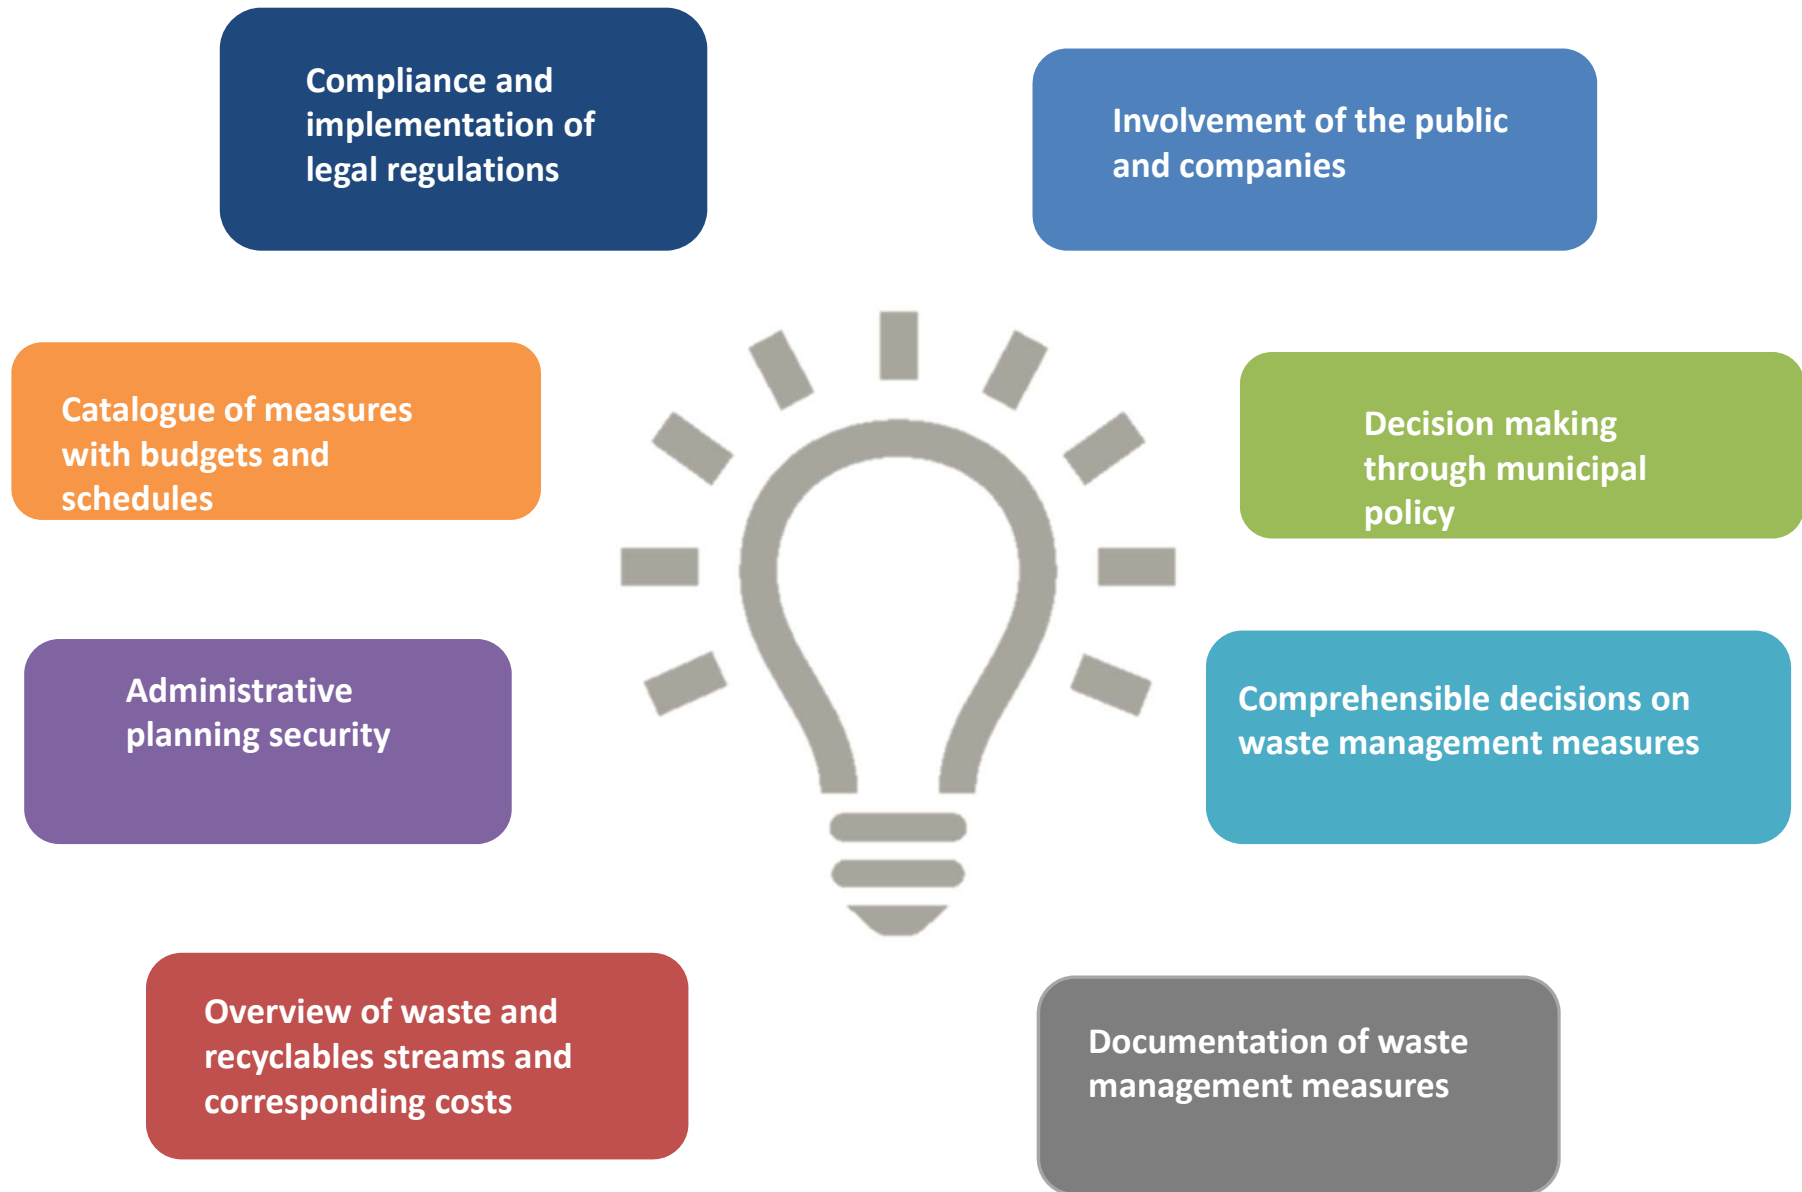 Compliance and
implementation of
legal regulations
Involvement of the public
and companies
Catalogue of measures
with budgets and
schedules
Decision making
through municipal
policy
Administrative
planning security
Comprehensible decisions on
waste management measures
Overview of waste and
recyclables streams and
corresponding costs
Documentation of waste
management measures